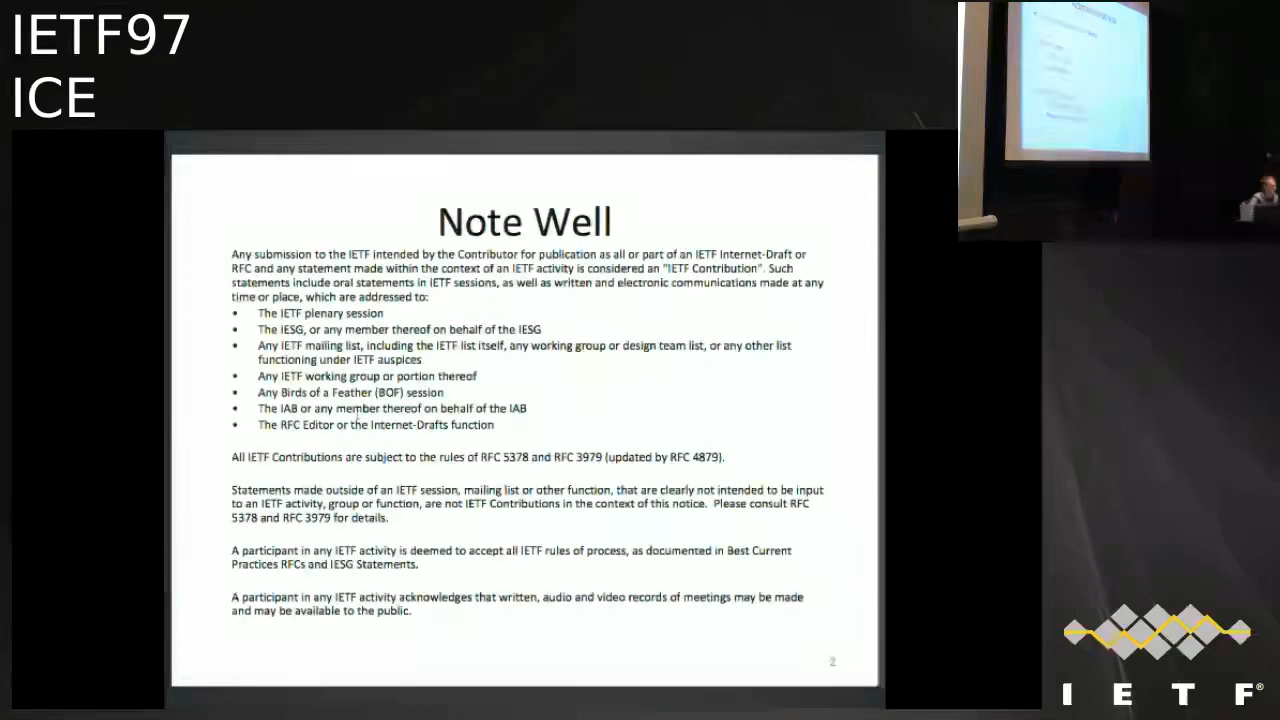 IETF97
ICE
Note Well
Any submission to the IETF intended by the Contributor for publication as all or part of an IETF Internet-Draft or
RFC and any statement made within the context of an IETF activity is considered an "IETF Contribution". Such
statements include oral statements in IETF sessions, as well as written and electronic communications made at any
time or place, which are addressed to:
• The IETF plenary session
• The IESG, or any member thereof on behalf of the IESG
• Any IETF mailing list, including the IETF list itself, any working group or design team list, or any other list
functioning under IETF auspices
• Any IETF working group or portion thereof
• Any Birds of a Feather (BOF) session
• The IAB or any member thereof on behalf of the IAB
• The RFC Editor or the Internet-Drafts function
All IETF Contributions are subject to the rules of RFC 5378 and RFC 3979 (updated by RFC 4879).
Statements made outside of an IETF session, mailing list or other function, that are clearly not intended to be input
to an IETF activity, group or function, are not IETF Contributions in the context of this notice. Please consult RFC
5378 and RFC 3979 for details.
A participant in any IETF activity is deemed to accept all IETF rules of process, as documented in Best Current
Practices RFCs and IESG Statements.
A participant in any IETF activity acknowledges that written, audio and video records of meetings may be made
and may be available to the public.
2
I E T F®